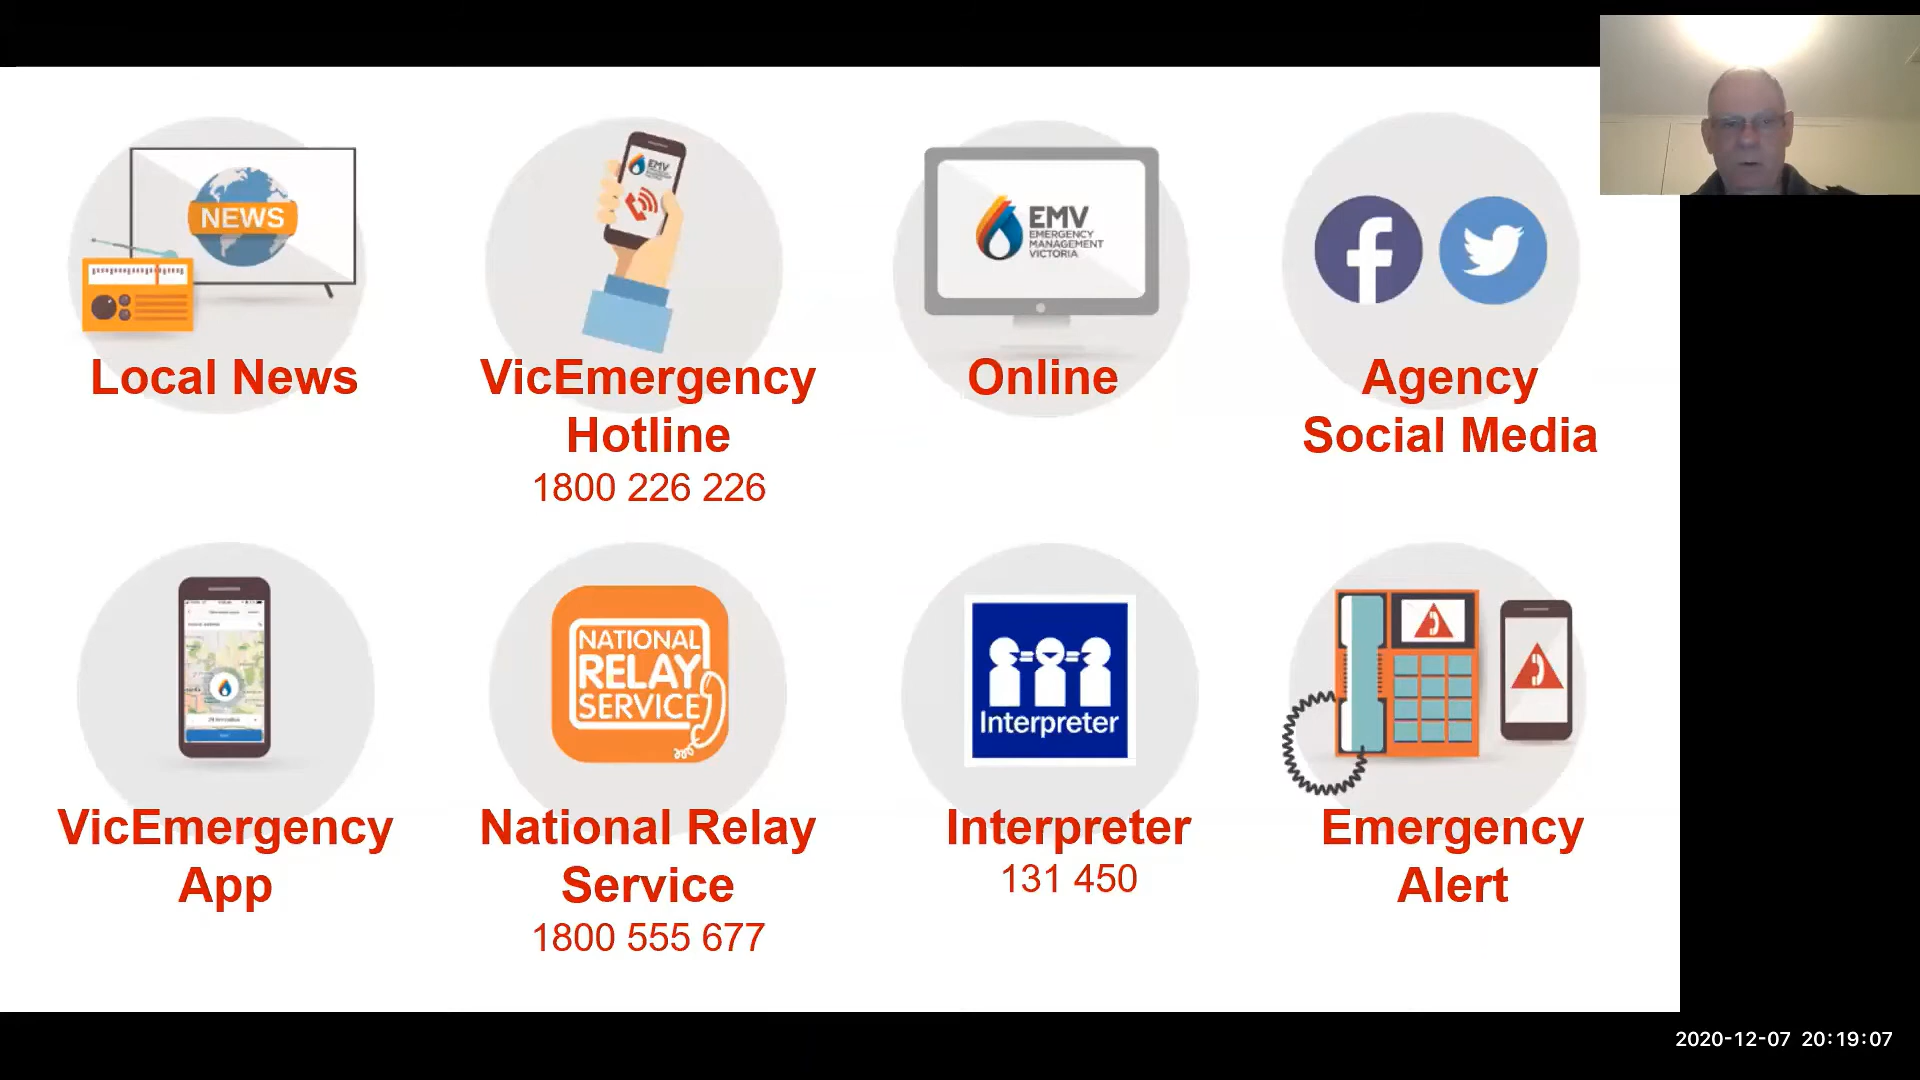 NEWS
Local News
EMV
VicEmergency
Hotline
1800 226 226
EMV
EMERGENCY
MANAGEMENT
VICTORIA
Online
f
Agency
Social Media
VicEmergency
App
NATIONAL
RELAY
SERVICE
National Relay
Service
1800 555 677
Interpreter
Interpreter
131 450
Emergency
Alert
2020-12-07 20:19:07